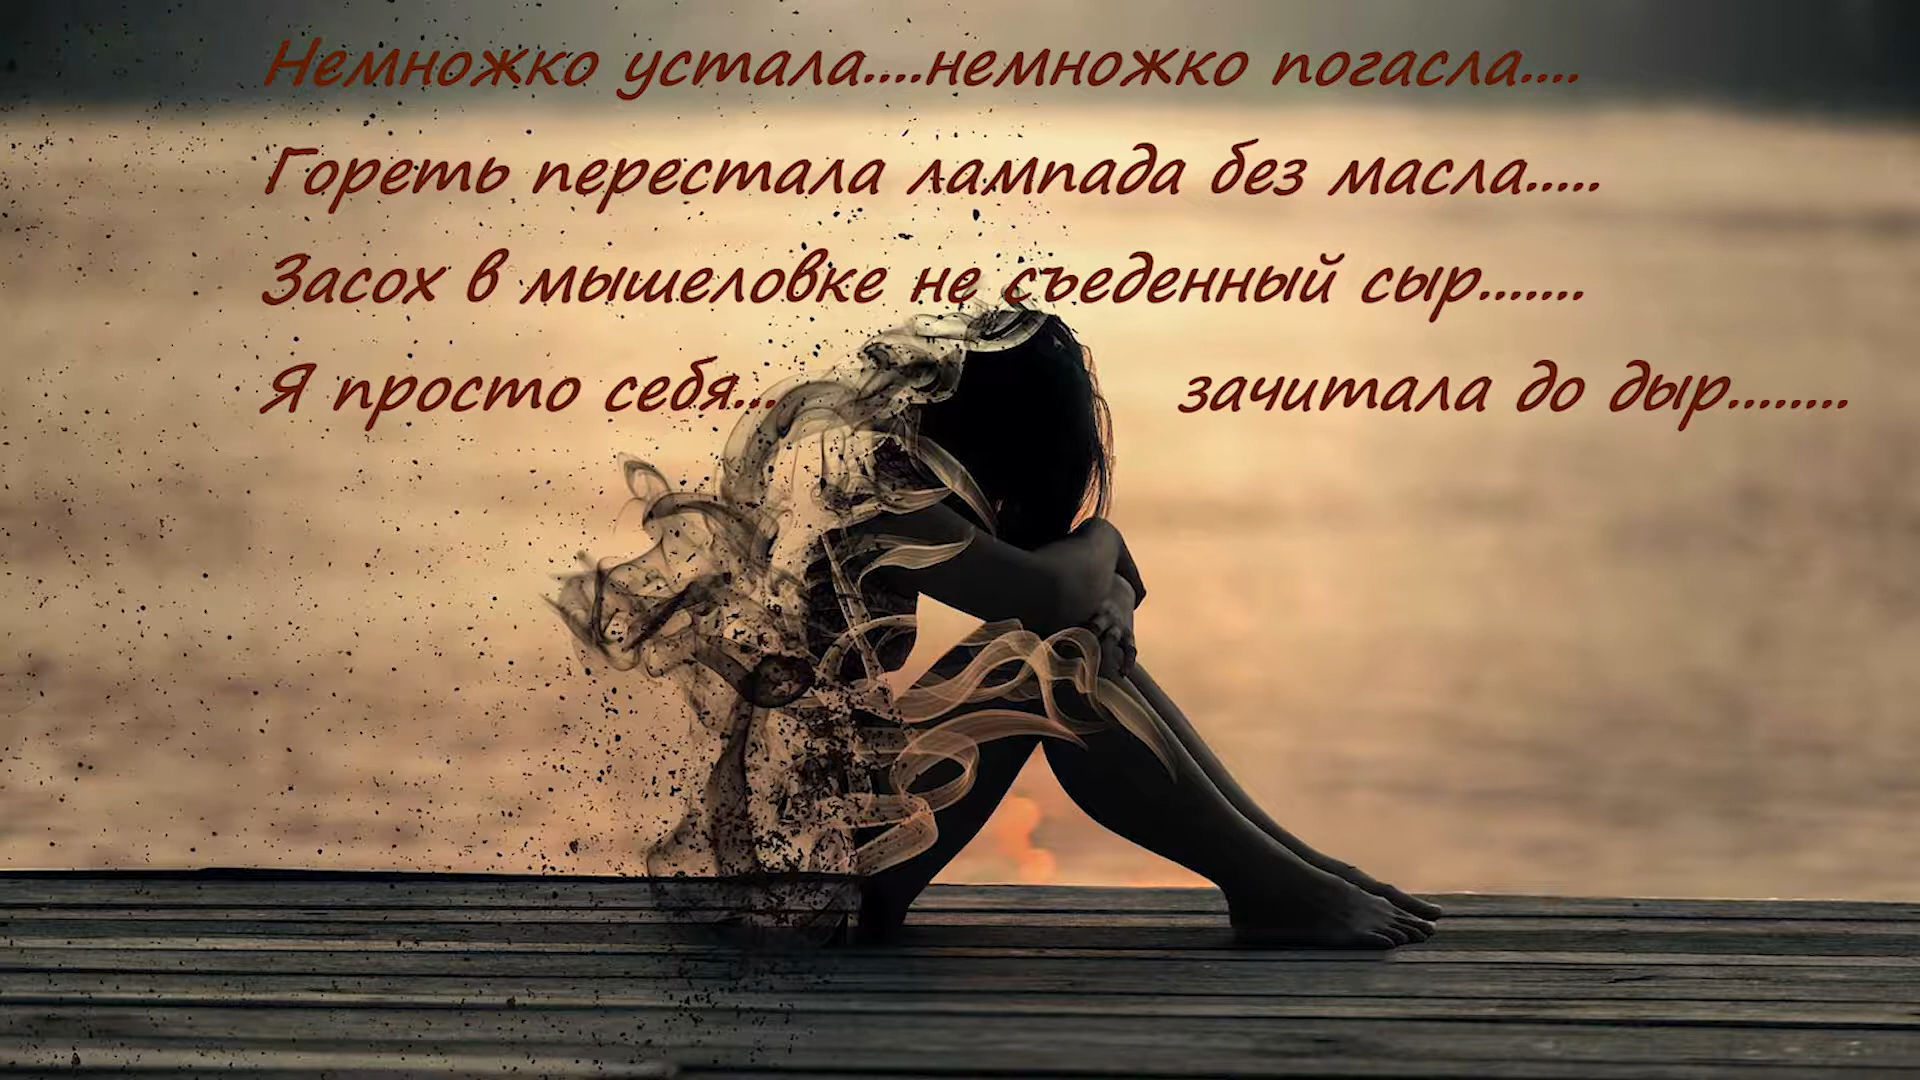 Немножко устала....немножко погасла....
Гореть перестала лампада без масла.....
Засох в мышеловке не съеденный сыр.......
Я просто себя... зачитала до дыр........